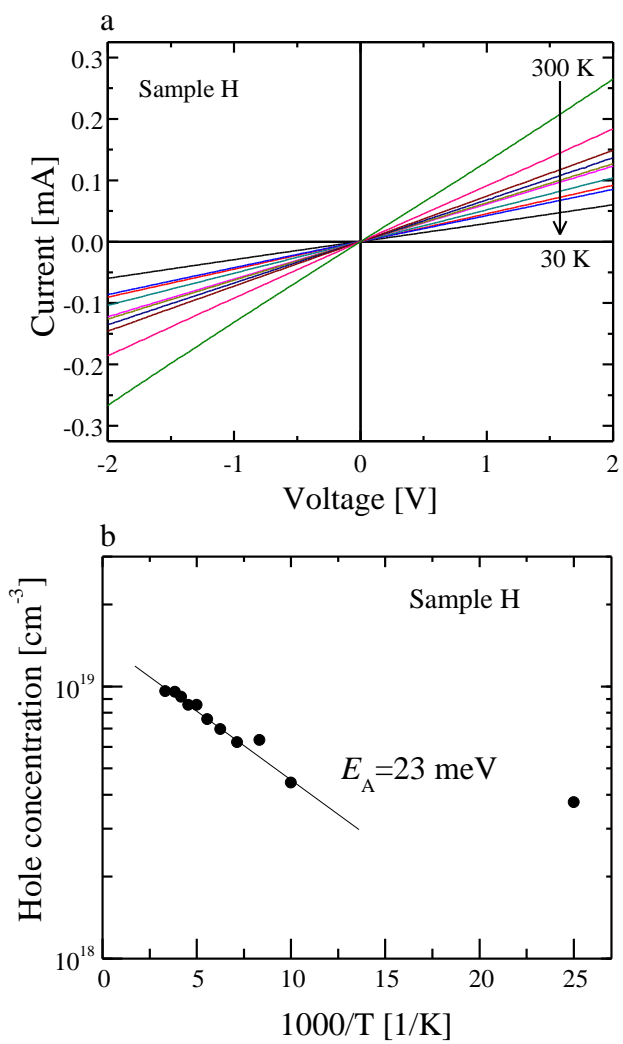 a
0.3
0.2
0.1
0.0
-0.1
-0.2
-0.3
Current [mA]
Sample H
300 K
30 K
-2 -1 0 1 2
Voltage [V]
b
10^19
10^18
Hole concentration [cm^-3]
Sample H
E_A=23 meV
0 5 10 15 20 25
1000/T [1/K]